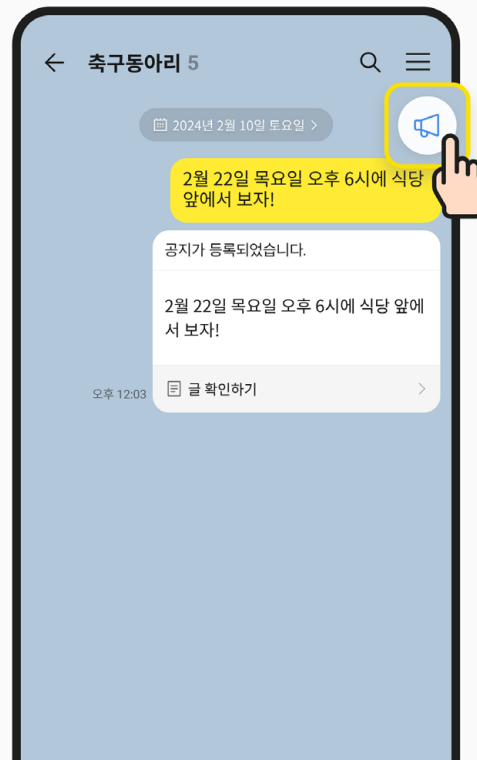 축구동아리 5
2024년 2월 10일 토요일 >
2월 22일 목요일 오후 6시에 식당
앞에서 보자!
공지가 등록되었습니다.
2월 22일 목요일 오후 6시에 식당 앞에
서 보자!
오후 12:03
글 확인하기